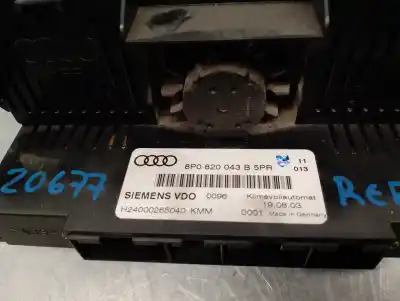 8P0 820 043 B 5PR
11
013
SIEMENS VDO 0096 Klimavollautomat
19.08.03
H24000265040 KMM 0001 Made in Germany
20677
REF